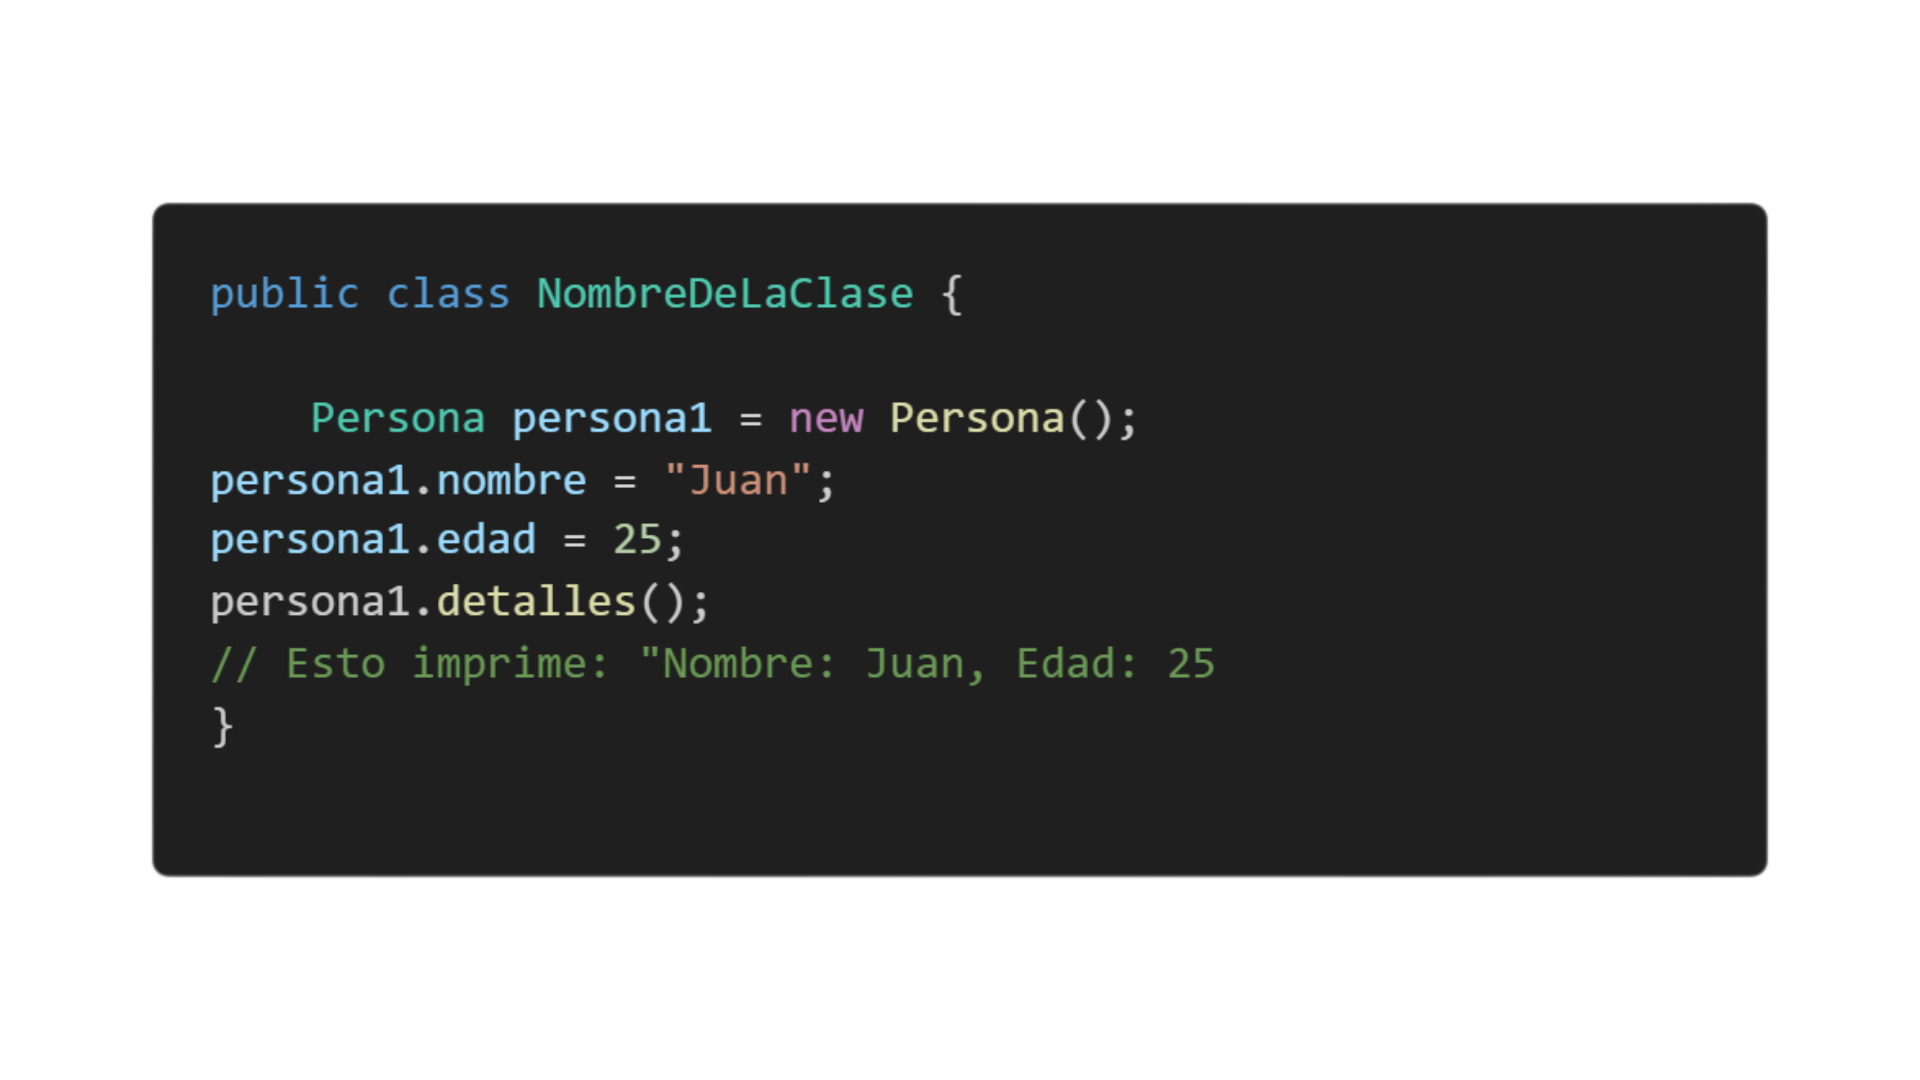 public class NombreDeLaClase {
    Persona persona1 = new Persona();
persona1.nombre = "Juan";
persona1.edad = 25;
persona1.detalles();
// Esto imprime: "Nombre: Juan, Edad: 25
}